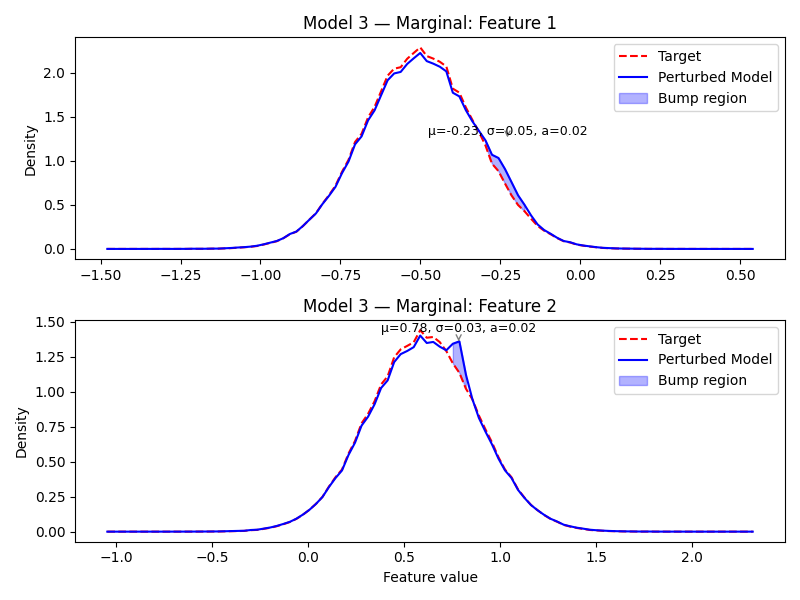 Model 3 — Marginal: Feature 1
Density
2.0
1.5
1.0
0.5
0.0
μ=-0.23, σ=0.05, a=0.02
Target
Perturbed Model
Bump region
−1.50 −1.25 −1.00 −0.75 −0.50 −0.25 0.00 0.25 0.50
Model 3 — Marginal: Feature 2
Density
1.50
1.25
1.00
0.75
0.50
0.25
0.00
μ=0.78, σ=0.03, a=0.02
Target
Perturbed Model
Bump region
−1.0 −0.5 0.0 0.5 1.0 1.5 2.0
Feature value